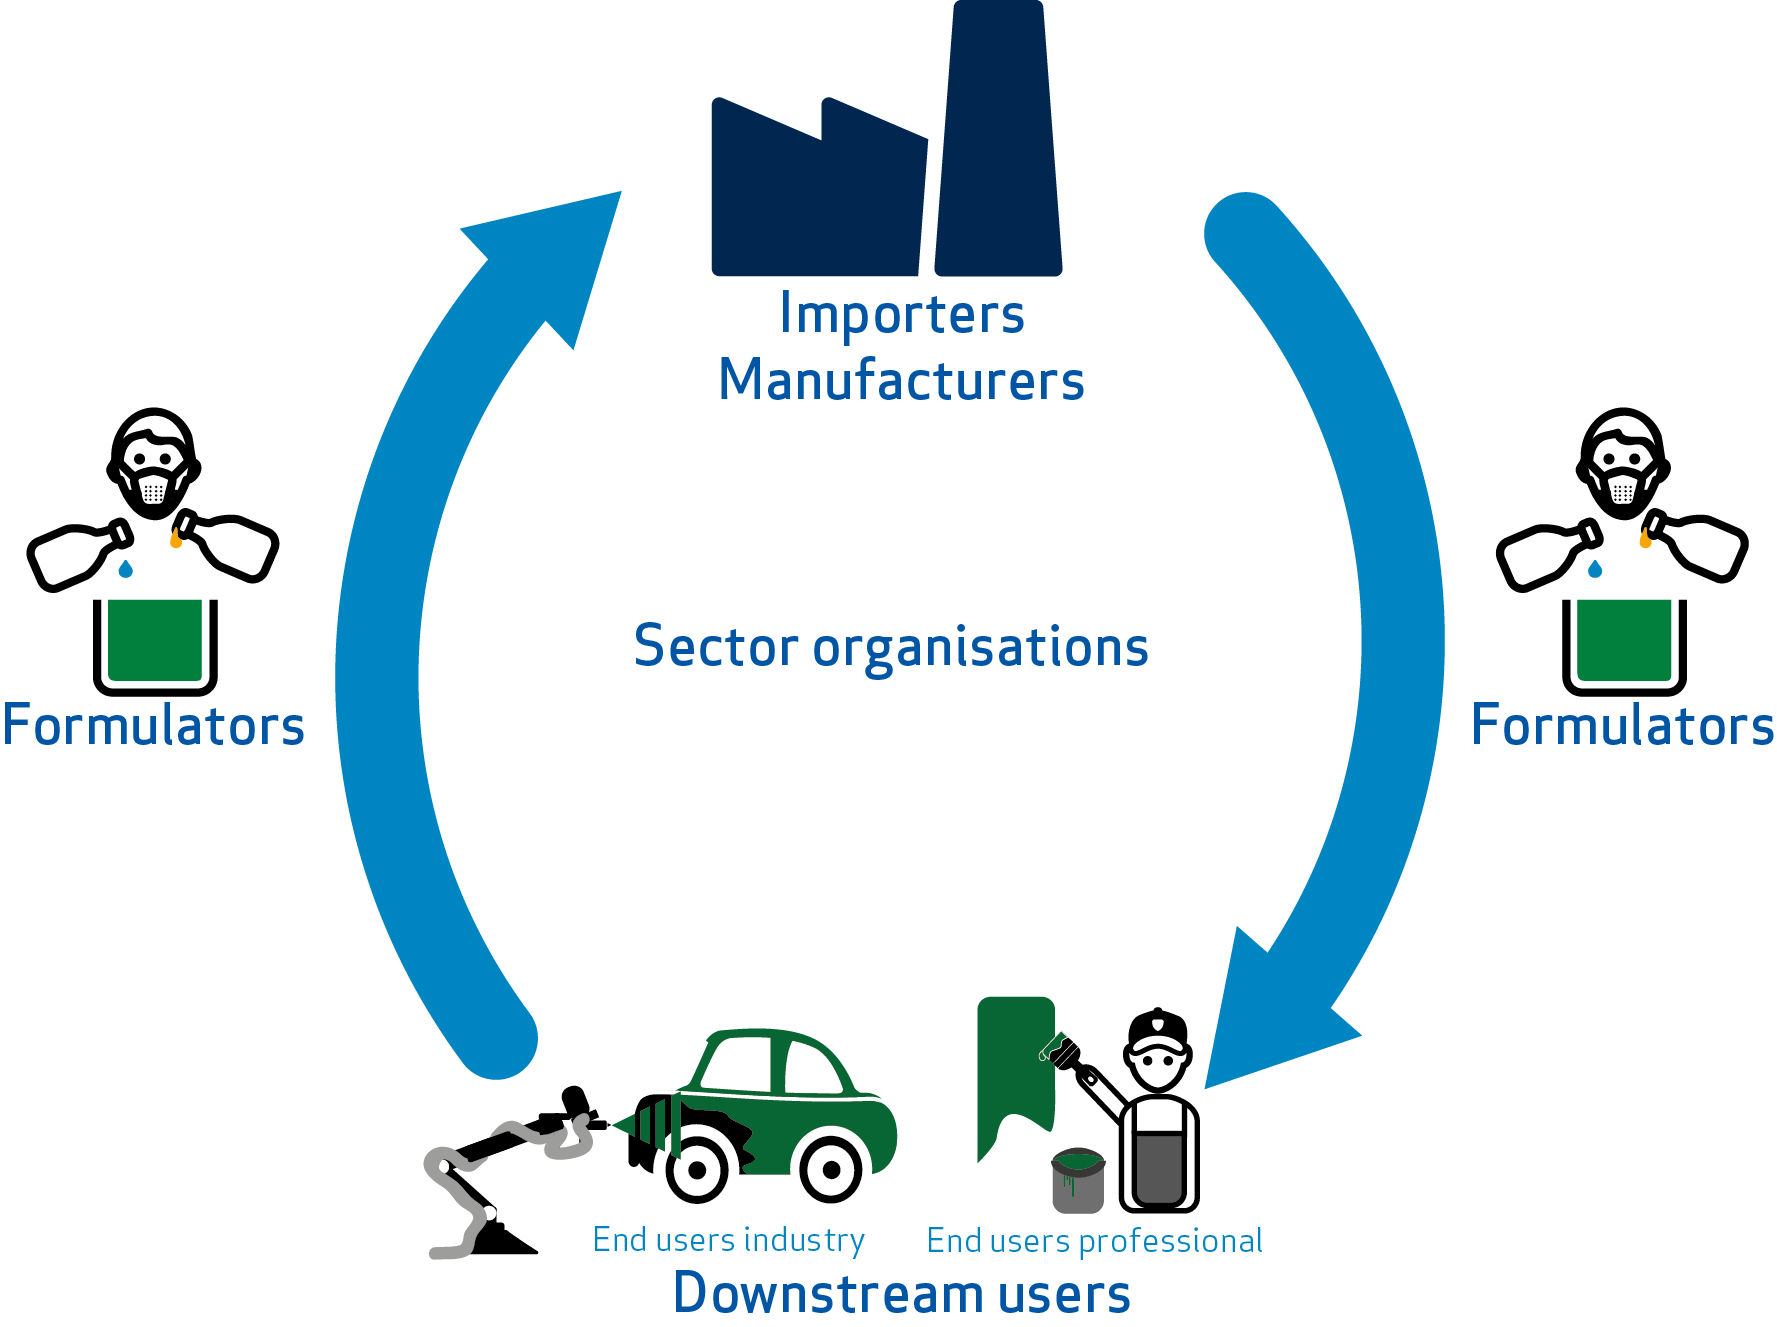 Importers
Manufacturers
Sector organisations
Formulators
Formulators
End users industry
End users professional
Downstream users